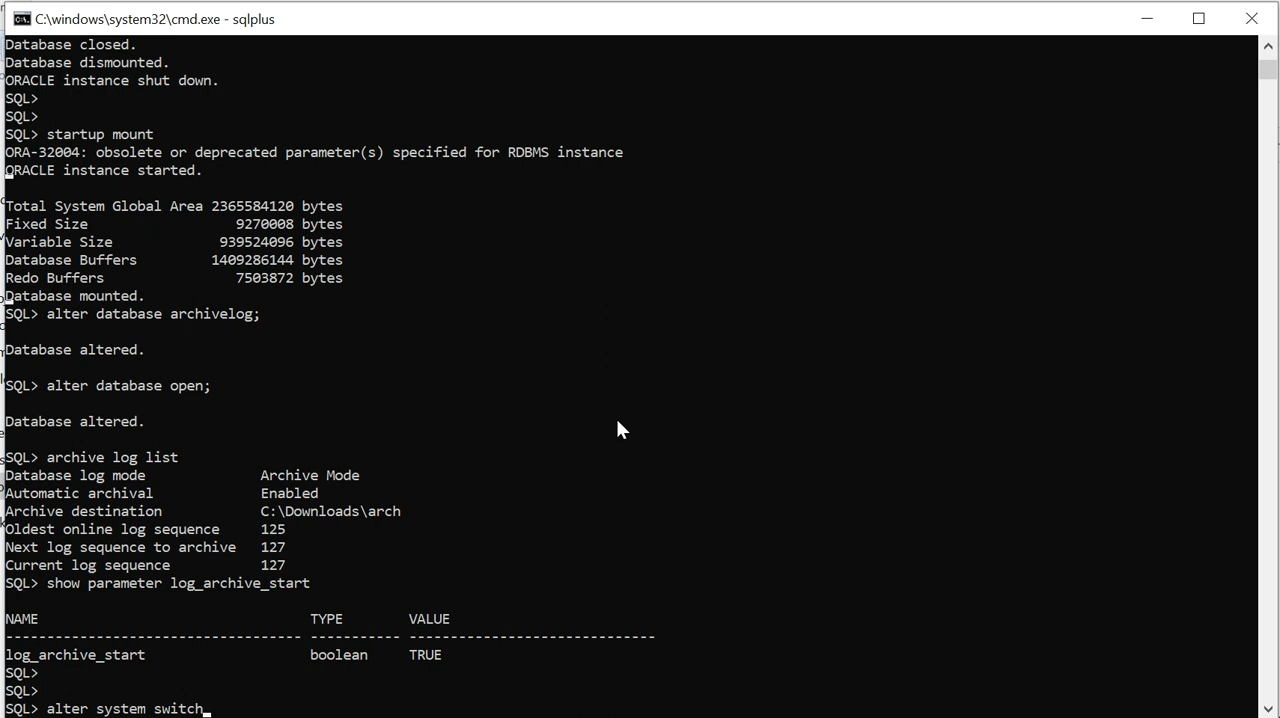 C:\windows\system32\cmd.exe - sqlplus
Database closed.
Database dismounted.
ORACLE instance shut down.
SQL>
SQL>
SQL> startup mount
ORA-32004: obsolete or deprecated parameter(s) specified for RDBMS instance
ORACLE instance started.
Total System Global Area 2365584120 bytes
Fixed Size 9270008 bytes
Variable Size 939524096 bytes
Database Buffers 1409286144 bytes
Redo Buffers 7503872 bytes
Database mounted.
SQL> alter database archivelog;
Database altered.
SQL> alter database open;
Database altered.
SQL> archive log list
Database log mode Archive Mode
Automatic archival Enabled
Archive destination C:\Downloads\arch
Oldest online log sequence 125
Next log sequence to archive 127
Current log sequence 127
SQL> show parameter log_archive_start
NAME TYPE VALUE
------------------------------------ ----------- ------------------------------
log_archive_start boolean TRUE
SQL>
SQL>
SQL> alter system switch_